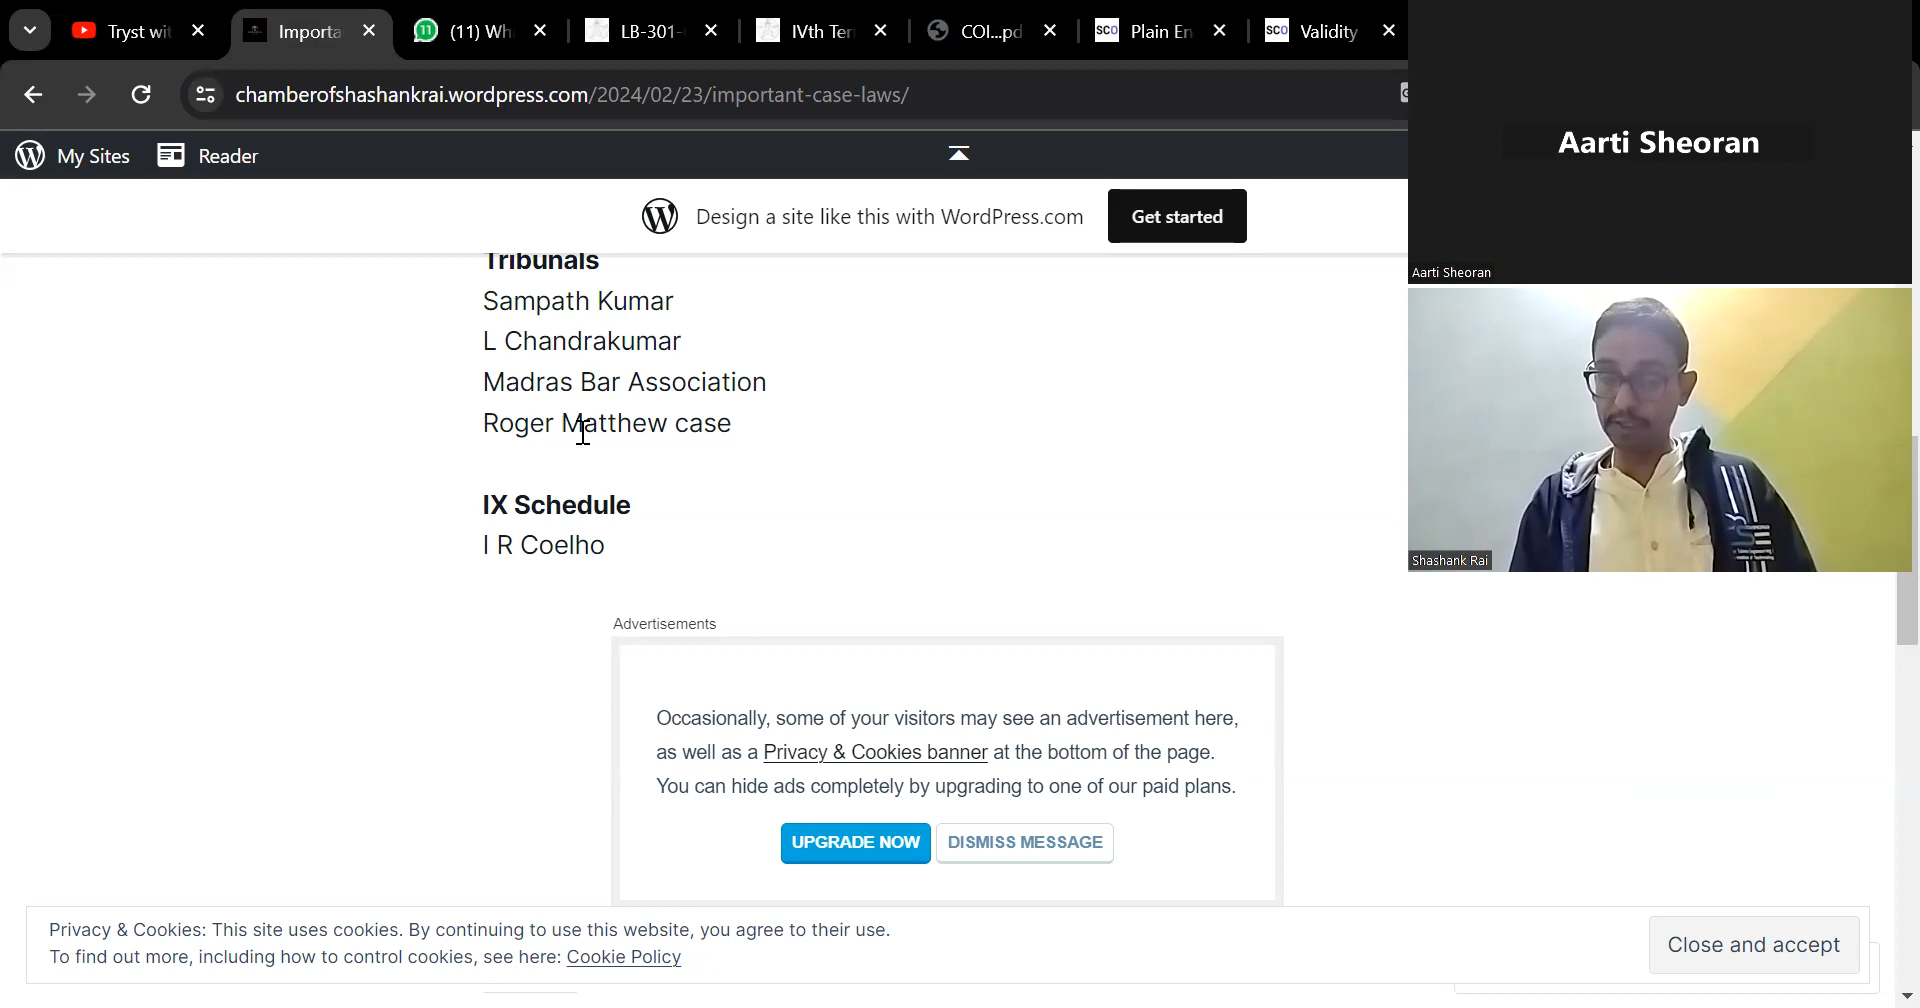 Tryst wit
Importa
(11) Wh
LB-301-
IVth Ter
COI...pd
Plain En
Validity
chamberofshashankrai.wordpress.com/2024/02/23/important-case-laws/
My Sites
Reader
Design a site like this with WordPress.com
Get started
Tribunals
Sampath Kumar
L Chandrakumar
Madras Bar Association
Roger Matthew case
IX Schedule
I R Coelho
Advertisements
Occasionally, some of your visitors may see an advertisement here,
as well as a Privacy & Cookies banner at the bottom of the page.
You can hide ads completely by upgrading to one of our paid plans.
UPGRADE NOW
DISMISS MESSAGE
Privacy & Cookies: This site uses cookies. By continuing to use this website, you agree to their use.
To find out more, including how to control cookies, see here: Cookie Policy
Close and accept
Aarti Sheoran
Aarti Sheoran
Shashank Rai